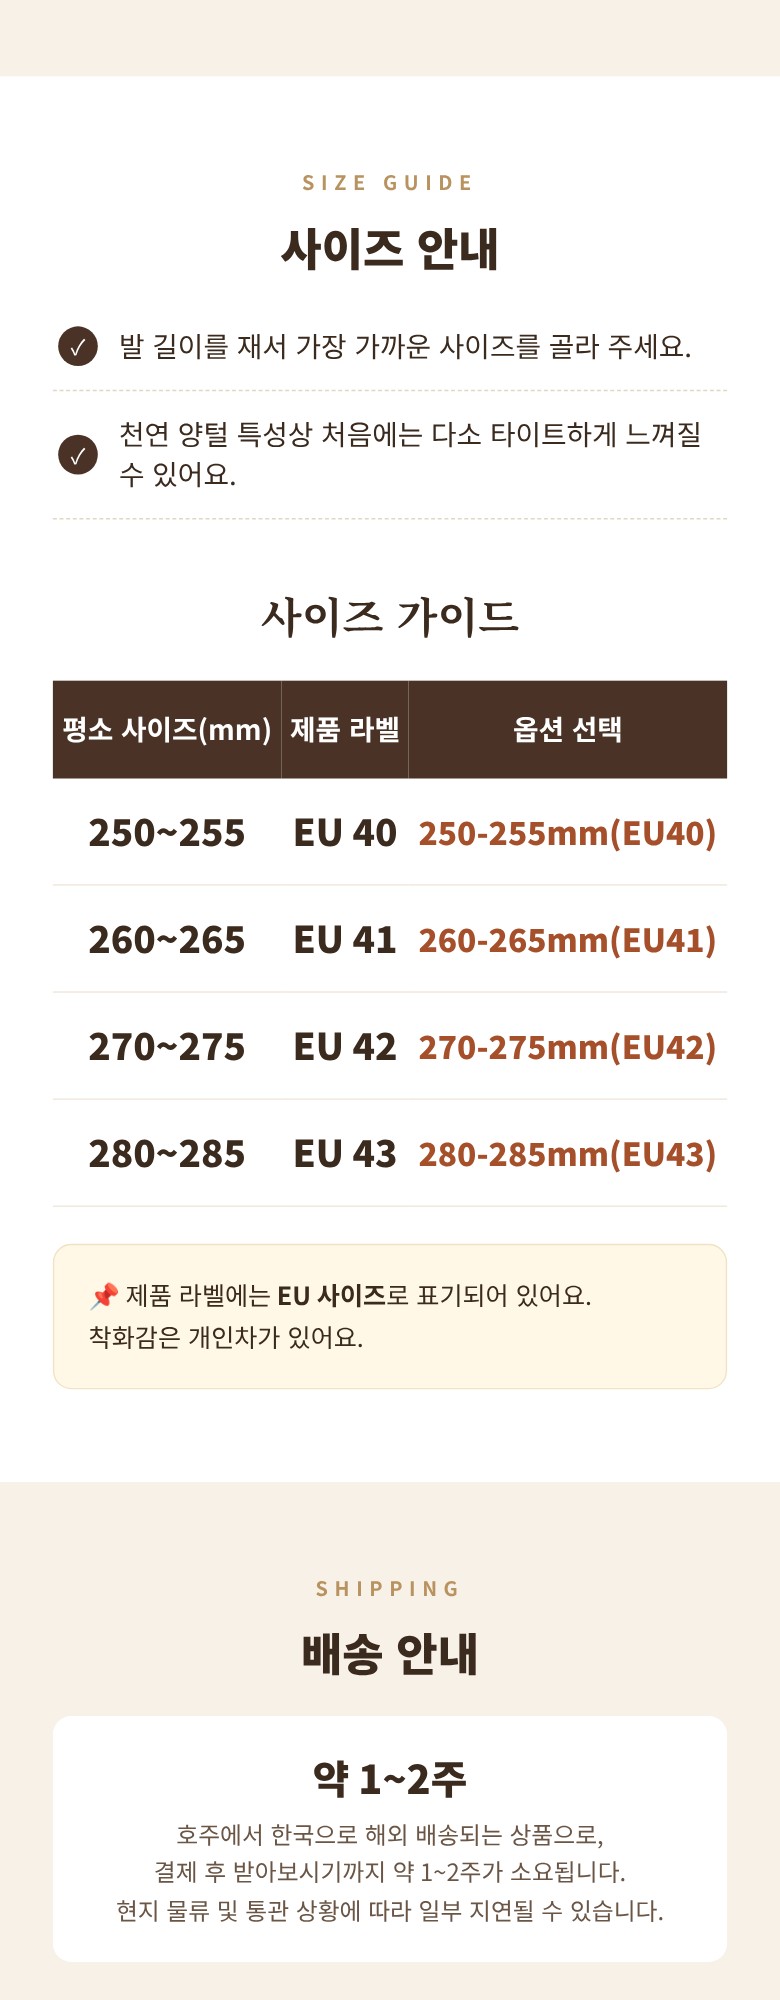 SIZE GUIDE
사이즈 안내
✓ 발 길이를 재서 가장 가까운 사이즈를 골라 주세요.
✓ 천연 양털 특성상 처음에는 다소 타이트하게 느껴질
수 있어요.
사이즈 가이드
평소 사이즈(mm) 제품 라벨 옵션 선택
250~255 EU 40 250-255mm(EU40)
260~265 EU 41 260-265mm(EU41)
270~275 EU 42 270-275mm(EU42)
280~285 EU 43 280-285mm(EU43)
📌 제품 라벨에는 EU 사이즈로 표기되어 있어요.
착화감은 개인차가 있어요.
SHIPPING
배송 안내
약 1~2주
호주에서 한국으로 해외 배송되는 상품으로,
결제 후 받아보시기까지 약 1~2주가 소요됩니다.
현지 물류 및 통관 상황에 따라 일부 지연될 수 있습니다.